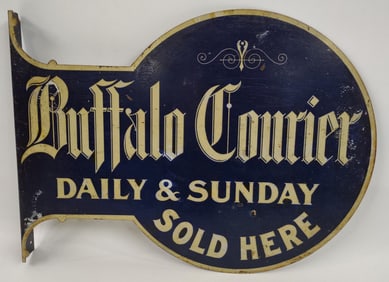 Buffalo Courier
DAILY & SUNDAY
SOLD HERE